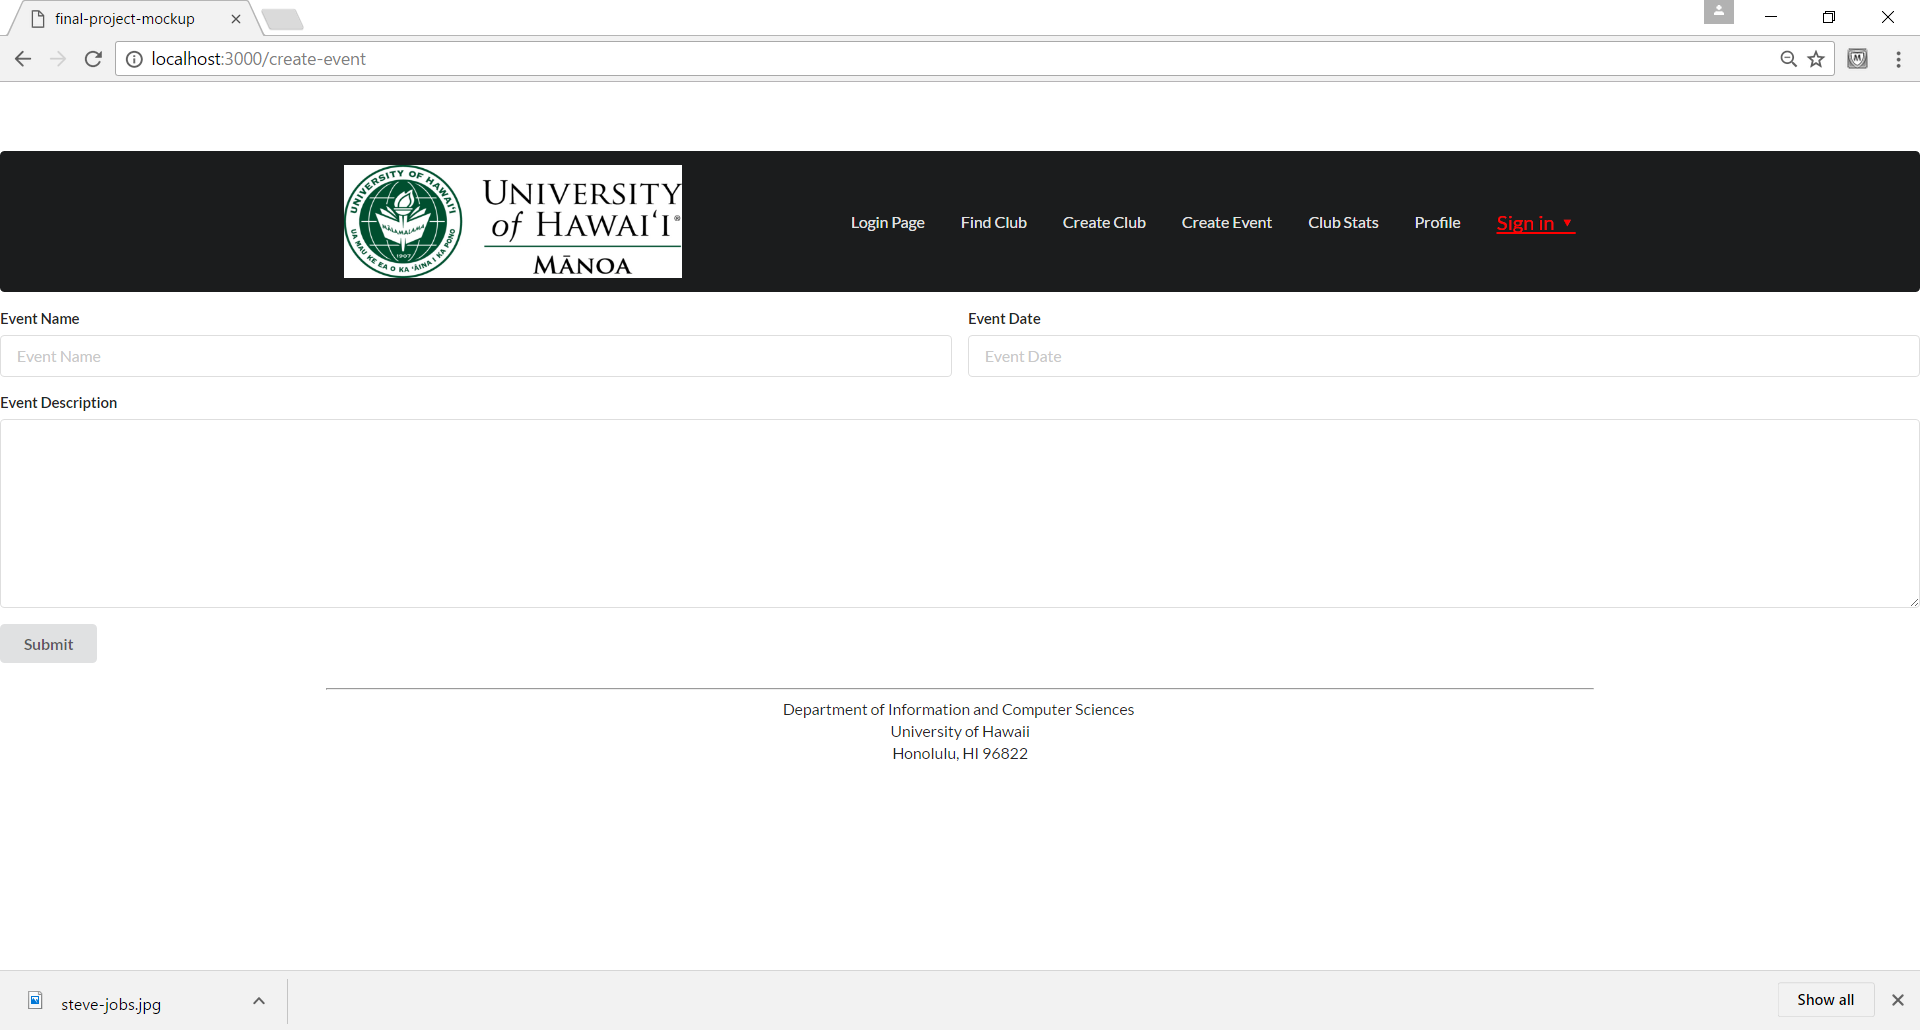 final-project-mockup
localhost:3000/create-event
UNIVERSITY OF HAWAI‘I
UA MAU KE EA O KA ʻĀINA I KA PONO
MĀLAMALAMA
1907
UNIVERSITY
of HAWAI‘I®
MĀNOA
Login Page Find Club Create Club Create Event Club Stats Profile Sign in
Event Name Event Date
Event Name Event Date
Event Description
Submit
Department of Information and Computer Sciences
University of Hawaii
Honolulu, HI 96822
steve-jobs.jpg Show all